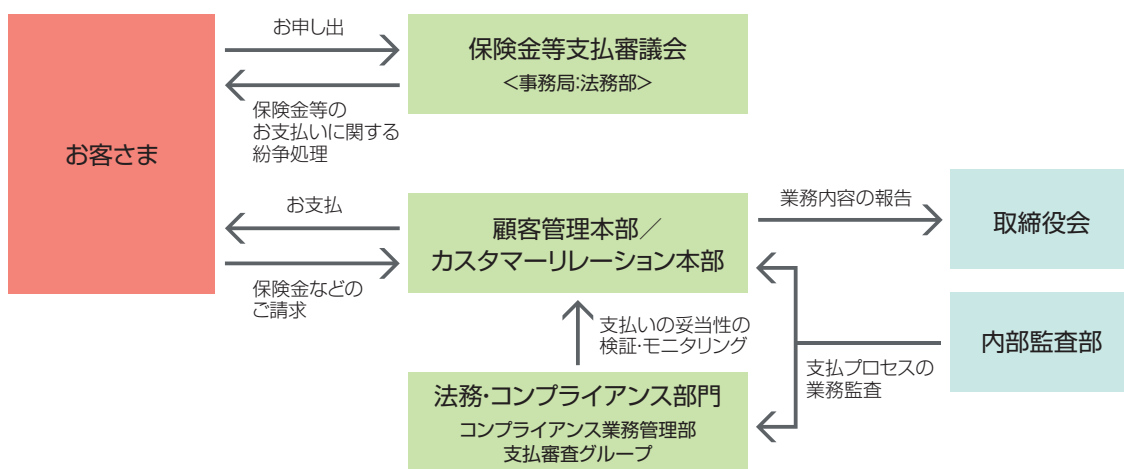 お申し出
保険金等支払審議会
<事務局:法務部>
保険金等の
お支払いに関する
紛争処理
お客さま
お支払
顧客管理本部／
カスタマーリレーション本部
業務内容の報告
取締役会
保険金などの
ご請求
支払いの妥当性の
検証・モニタリング
内部監査部
支払プロセスの
業務監査
法務・コンプライアンス部門
コンプライアンス業務管理部
支払審査グループ